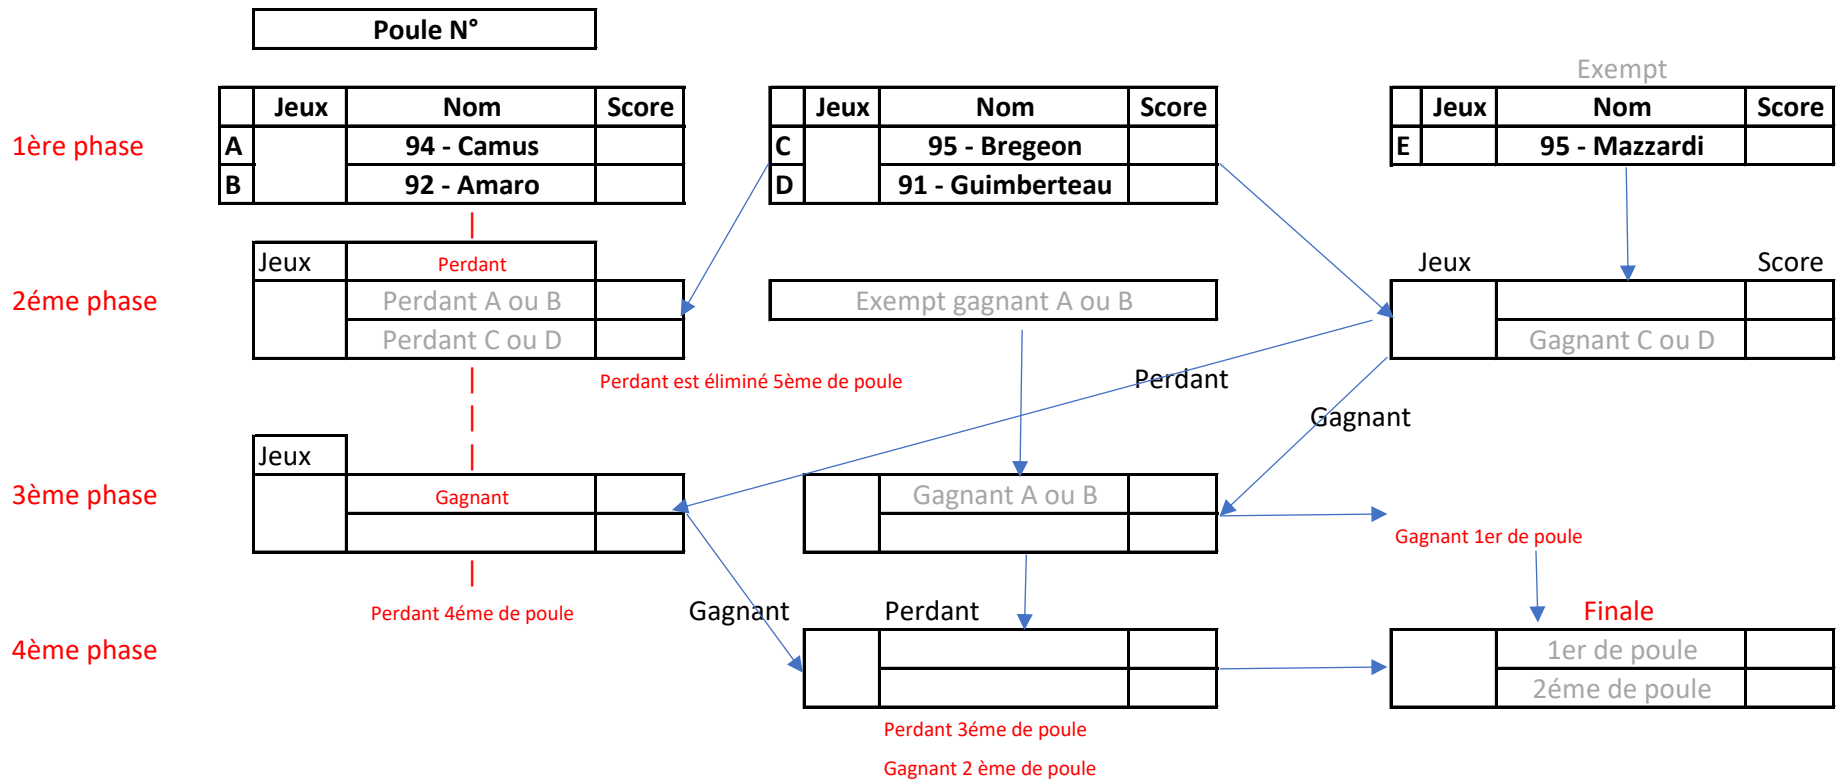 Poule N°
Exempt
Jeux Nom Score Jeux Nom Score Jeux Nom Score
1ère phase A 94 - Camus C 95 - Bregeon E 95 - Mazzardi
B 92 - Amaro D 91 - Guimberteau
Jeux Perdant Jeux Score
2éme phase Perdant A ou B Exempt gagnant A ou B
Perdant C ou D Gagnant C ou D
Perdant est éliminé 5ème de poule Perdant
Gagnant
Jeux
3ème phase Gagnant Gagnant A ou B
Gagnant 1er de poule
Perdant 4éme de poule Gagnant Perdant Finale
4ème phase 1er de poule
2éme de poule
Perdant 3éme de poule
Gagnant 2 ème de poule